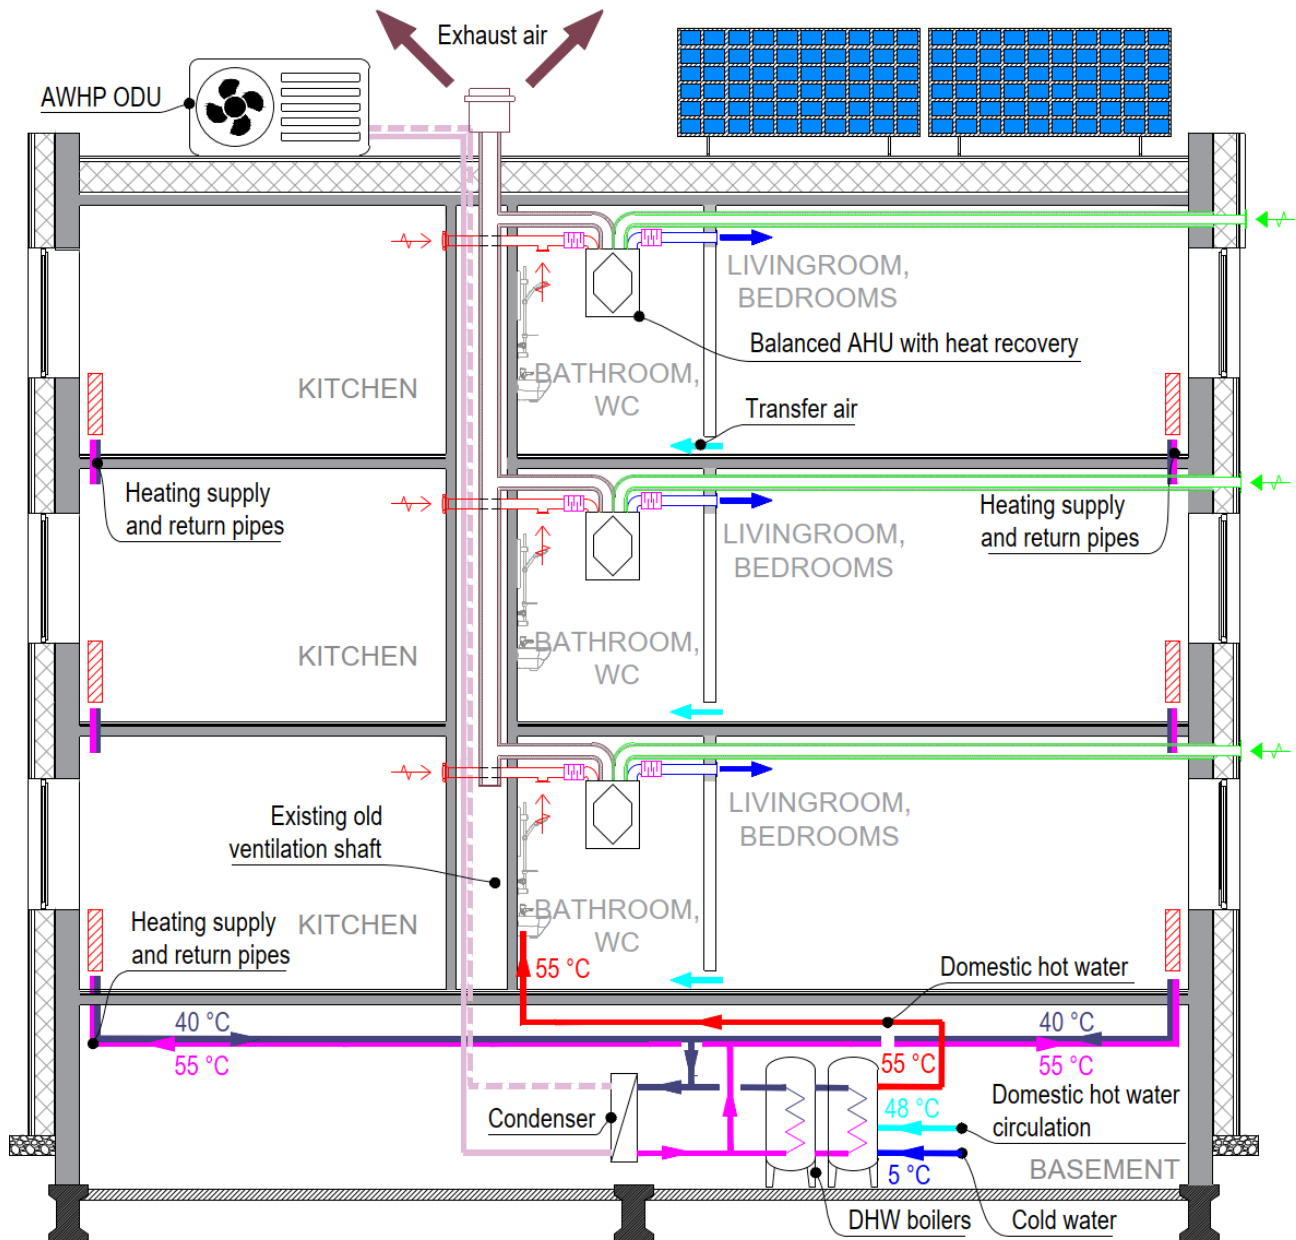 Exhaust air
AWHP ODU
LIVINGROOM,
BEDROOMS
Balanced AHU with heat recovery
KITCHEN
BATHROOM,
WC
Transfer air
Heating supply
and return pipes
Heating supply
and return pipes
LIVINGROOM,
BEDROOMS
KITCHEN
BATHROOM,
WC
LIVINGROOM,
BEDROOMS
Existing old
ventilation shaft
KITCHEN
BATHROOM,
WC
Heating supply
and return pipes
55 °C
Domestic hot water
40 °C
40 °C
55 °C
55 °C
55 °C
Condenser
48 °C
Domestic hot water
circulation
5 °C
BASEMENT
DHW boilers
Cold water